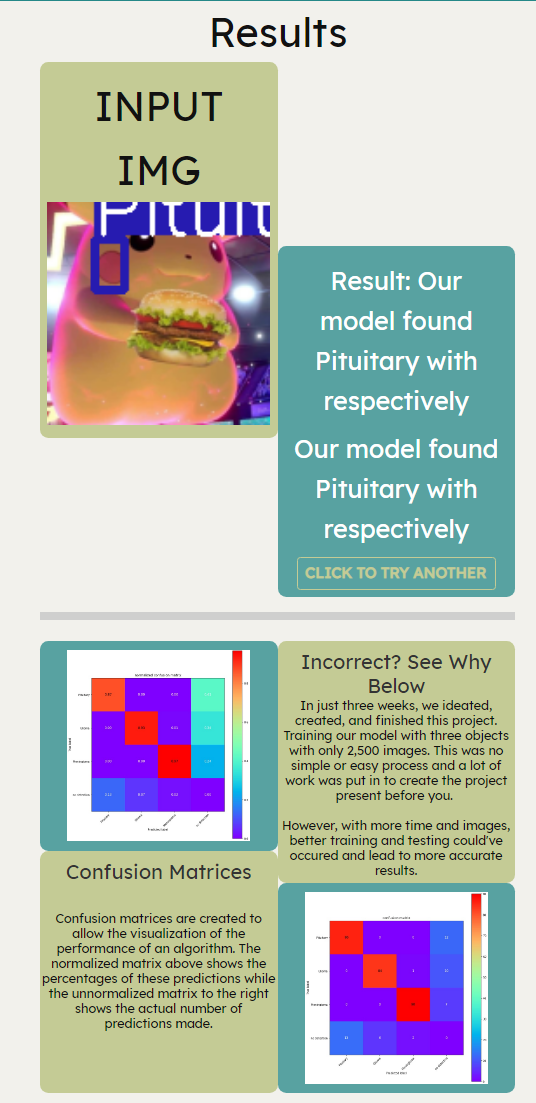 Results
INPUT
IMG
Pituit
Result: Our
model found
Pituitary with
respectively
Our model found
Pituitary with
respectively
CLICK TO TRY ANOTHER
Incorrect? See Why
Below
In just three weeks, we ideated,
created, and finished this project.
Training our model with three objects
with only 2,500 images. This was no
simple or easy process and a lot of
work was put in to create the project
present before you.
However, with more time and images,
better training and testing could've
occured and lead to more accurate
results.
Confusion Matrices
Confusion matrices are created to
allow the visualization of the
performance of an algorithm. The
normalized matrix above shows the
percentages of these predictions while
the unnormalized matrix to the right
shows the actual number of
predictions made.